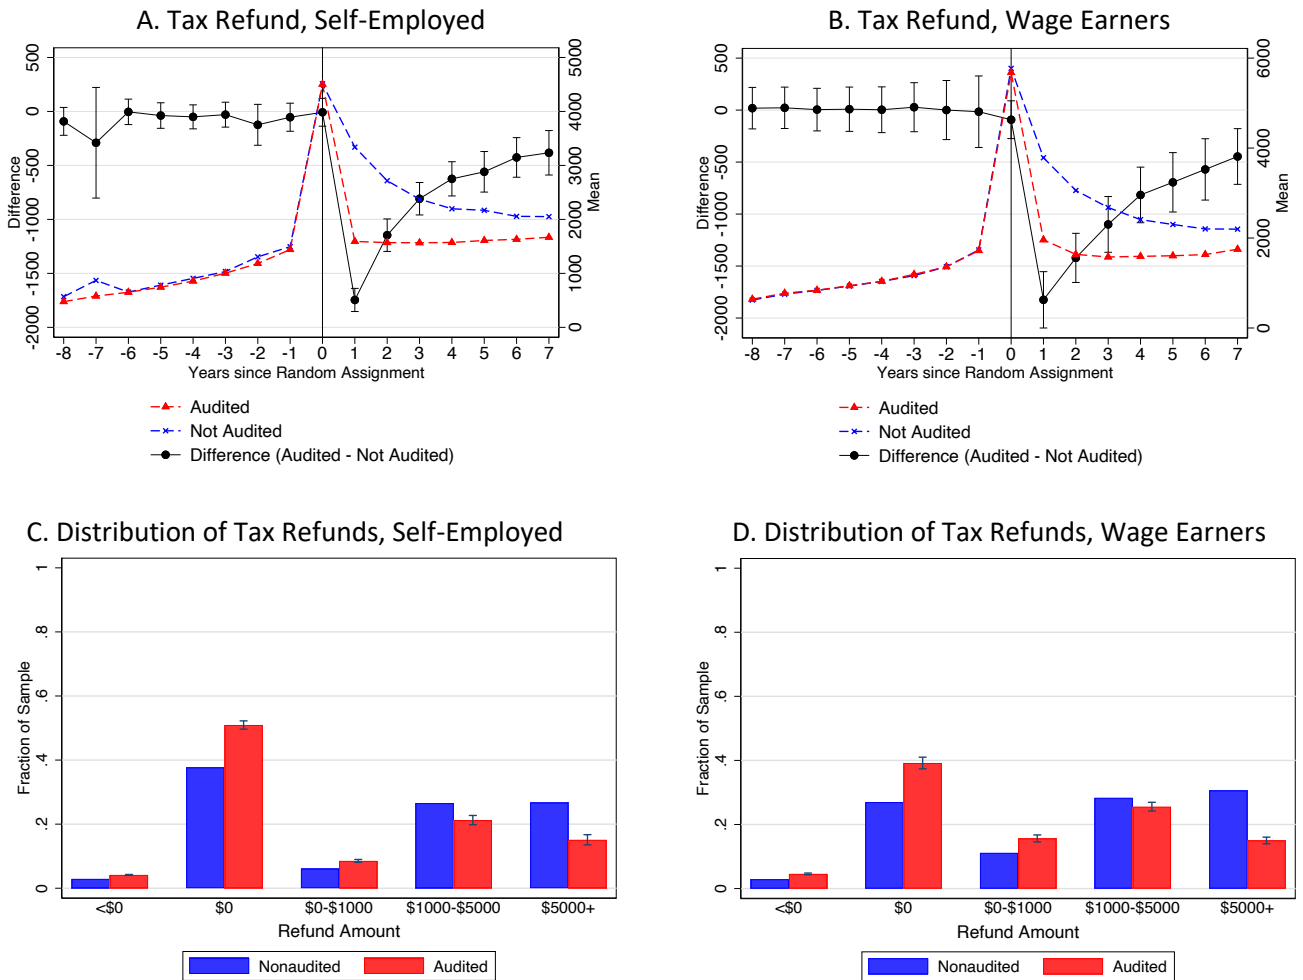 A. Tax Refund, Self-Employed
500
0
-500
-1000
-1500
-2000
Difference
5000
4000
3000
2000
1000
0
Mean
-8 -7 -6 -5 -4 -3 -2 -1 0 1 2 3 4 5 6 7
Years since Random Assignment
Audited
Not Audited
Difference (Audited - Not Audited)
B. Tax Refund, Wage Earners
500
0
-500
-1000
-1500
-2000
Difference
6000
4000
2000
0
Mean
-8 -7 -6 -5 -4 -3 -2 -1 0 1 2 3 4 5 6 7
Years since Random Assignment
Audited
Not Audited
Difference (Audited - Not Audited)
C. Distribution of Tax Refunds, Self-Employed
1
.8
.6
.4
.2
0
Fraction of Sample
<$0 $0 $0-$1000 $1000-$5000 $5000+
Refund Amount
Nonaudited Audited
D. Distribution of Tax Refunds, Wage Earners
1
.8
.6
.4
.2
0
Fraction of Sample
<$0 $0 $0-$1000 $1000-$5000 $5000+
Refund Amount
Nonaudited Audited